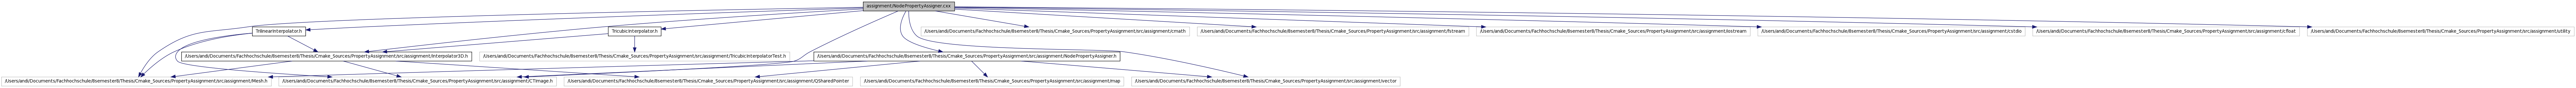 assignment/NodePropertyAssigner.cxx
TrilinearInterpolator.h
TricubicInterpolator.h
/Users/andi/Documents/Fachhochschule/8semester8/Thesis/Cmake_Sources/PropertyAssignment/src/assignment/cmath
/Users/andi/Documents/Fachhochschule/8semester8/Thesis/Cmake_Sources/PropertyAssignment/src/assignment/fstream
/Users/andi/Documents/Fachhochschule/8semester8/Thesis/Cmake_Sources/PropertyAssignment/src/assignment/iostream
/Users/andi/Documents/Fachhochschule/8semester8/Thesis/Cmake_Sources/PropertyAssignment/src/assignment/cstdio
/Users/andi/Documents/Fachhochschule/8semester8/Thesis/Cmake_Sources/PropertyAssignment/src/assignment/float
/Users/andi/Documents/Fachhochschule/8semester8/Thesis/Cmake_Sources/PropertyAssignment/src/assignment/utility
/Users/andi/Documents/Fachhochschule/8semester8/Thesis/Cmake_Sources/PropertyAssignment/src/assignment/Interpolator3D.h
/Users/andi/Documents/Fachhochschule/8semester8/Thesis/Cmake_Sources/PropertyAssignment/src/assignment/TricubicInterpolatorTest.h
/Users/andi/Documents/Fachhochschule/8semester8/Thesis/Cmake_Sources/PropertyAssignment/src/assignment/NodePropertyAssigner.h
/Users/andi/Documents/Fachhochschule/8semester8/Thesis/Cmake_Sources/PropertyAssignment/src/assignment/Mesh.h
/Users/andi/Documents/Fachhochschule/8semester8/Thesis/Cmake_Sources/PropertyAssignment/src/assignment/CTImage.h
/Users/andi/Documents/Fachhochschule/8semester8/Thesis/Cmake_Sources/PropertyAssignment/src/assignment/QSharedPointer
/Users/andi/Documents/Fachhochschule/8semester8/Thesis/Cmake_Sources/PropertyAssignment/src/assignment/map
/Users/andi/Documents/Fachhochschule/8semester8/Thesis/Cmake_Sources/PropertyAssignment/src/assignment/vector